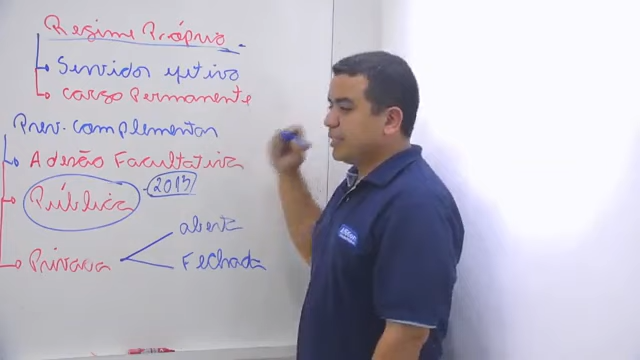 Regime Próprio
Servidor efetivo
cargo Permanente
Prev. complementar
Adesão Facultativa
Pública - 2013
Privada
aberta
Fechada